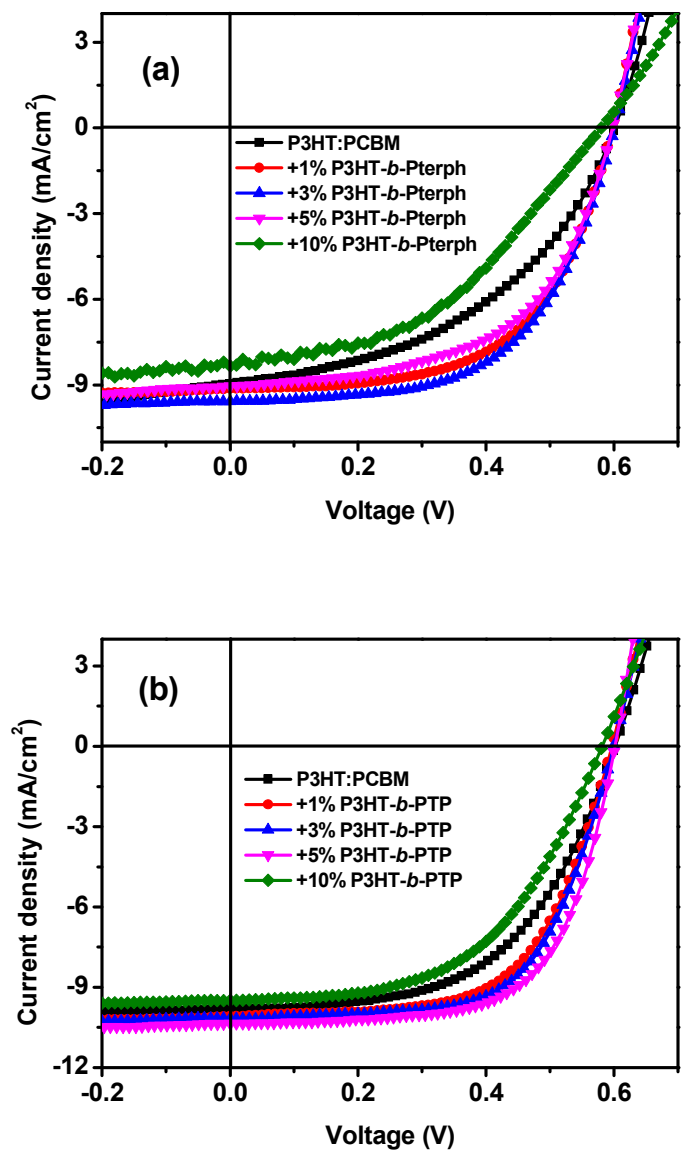 3
(a)
0
P3HT:PCBM
+1% P3HT-b-Pterph
-3
+3% P3HT-b-Pterph
+5% P3HT-b-Pterph
+10% P3HT-b-Pterph
-6
-9
Current density (mA/cm²)
-0.2 0.0 0.2 0.4 0.6
Voltage (V)
3
(b)
0
P3HT:PCBM
+1% P3HT-b-PTP
-3
+3% P3HT-b-PTP
+5% P3HT-b-PTP
+10% P3HT-b-PTP
-6
-9
-12
Current density (mA/cm²)
-0.2 0.0 0.2 0.4 0.6
Voltage (V)